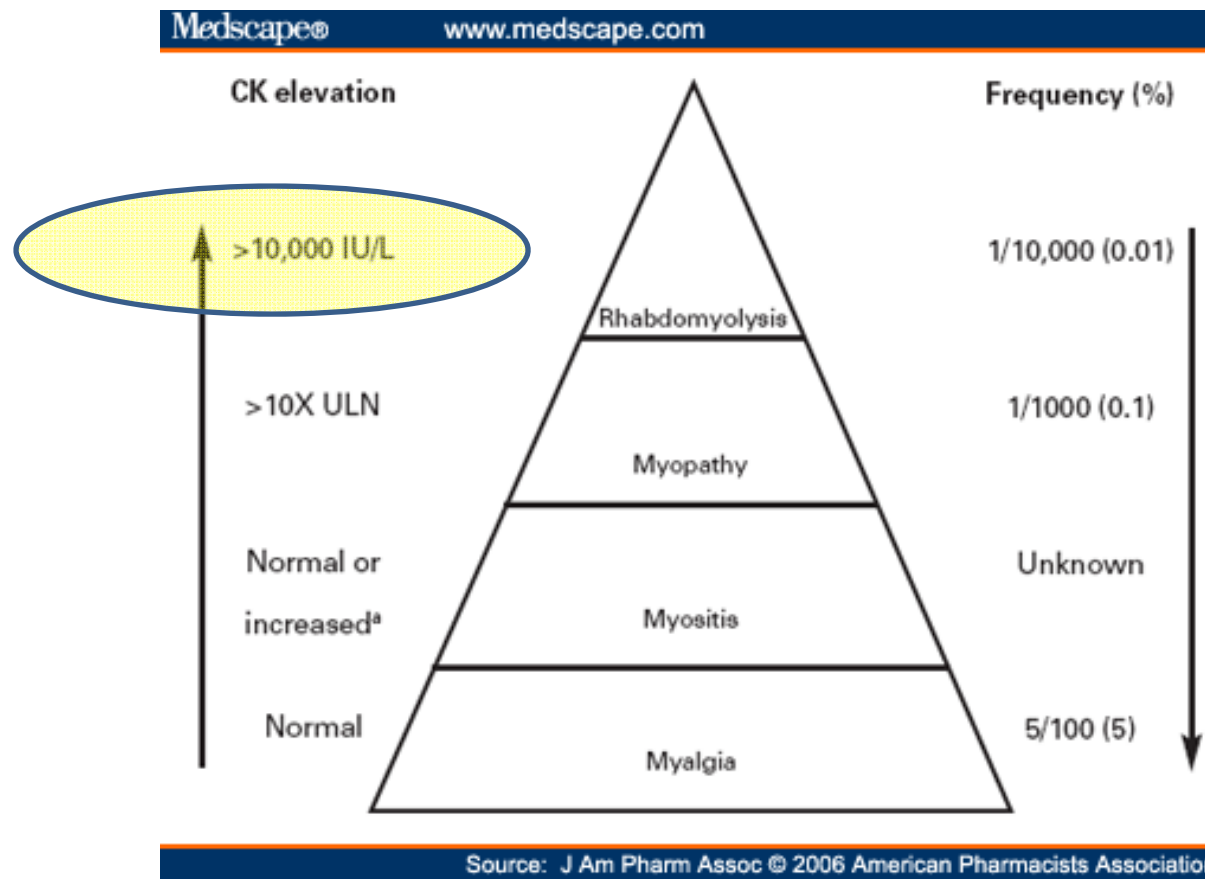 Medscape® www.medscape.com
CK elevation Frequency (%)
>10,000 IU/L 1/10,000 (0.01)
Rhabdomyolysis
>10X ULN 1/1000 (0.1)
Myopathy
Normal or Unknown
increasedᵃ Myositis
Normal 5/100 (5)
Myalgia
Source: J Am Pharm Assoc © 2006 American Pharmacists Associatio